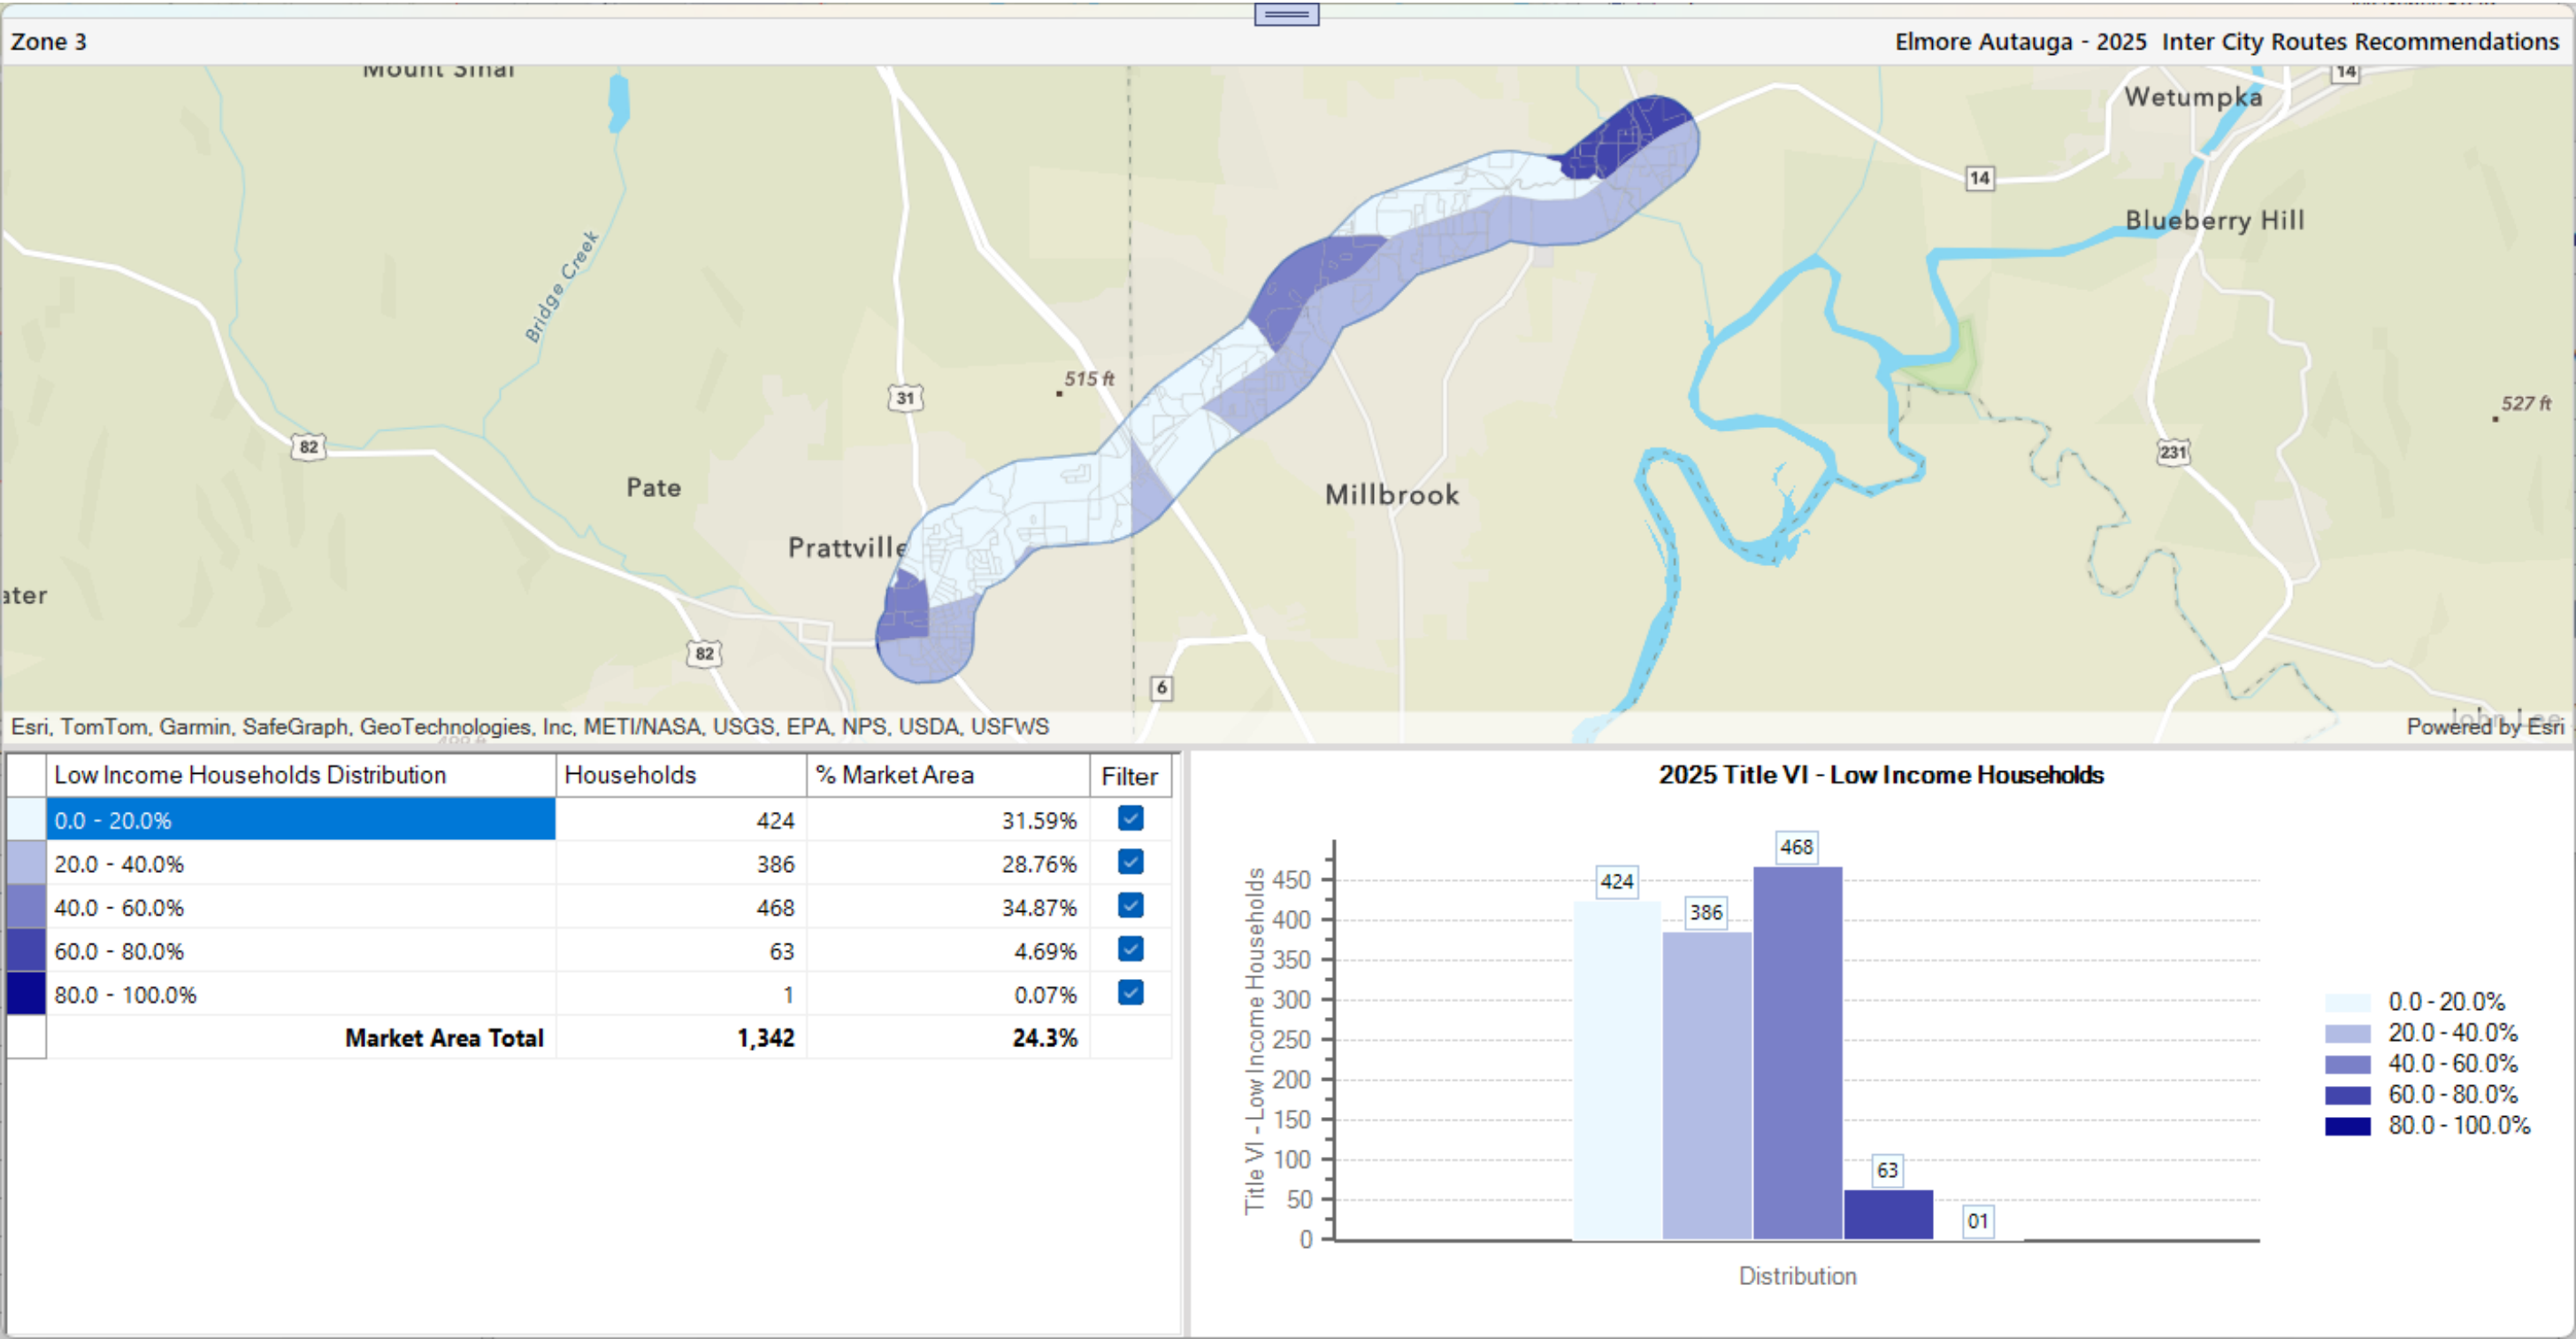 Zone 3
Elmore Autauga - 2025 Inter City Routes Recommendations
Mount Sinai
14
Wetumpka
14
Blueberry Hill
Bridge Creek
515 ft
31
527 ft
82
231
Pate
Millbrook
Prattville
ater
82
6
Esri, TomTom, Garmin, SafeGraph, GeoTechnologies, Inc, METI/NASA, USGS, EPA, NPS, USDA, USFWS
Powered by Esri
Low Income Households Distribution Households % Market Area Filter
0.0 - 20.0% 424 31.59%
20.0 - 40.0% 386 28.76%
40.0 - 60.0% 468 34.87%
60.0 - 80.0% 63 4.69%
80.0 - 100.0% 1 0.07%
Market Area Total 1,342 24.3%
2025 Title VI - Low Income Households
Title VI - Low Income Households
450
400
350
300
250
200
150
100
50
0
424
386
468
63
01
Distribution
0.0 - 20.0%
20.0 - 40.0%
40.0 - 60.0%
60.0 - 80.0%
80.0 - 100.0%